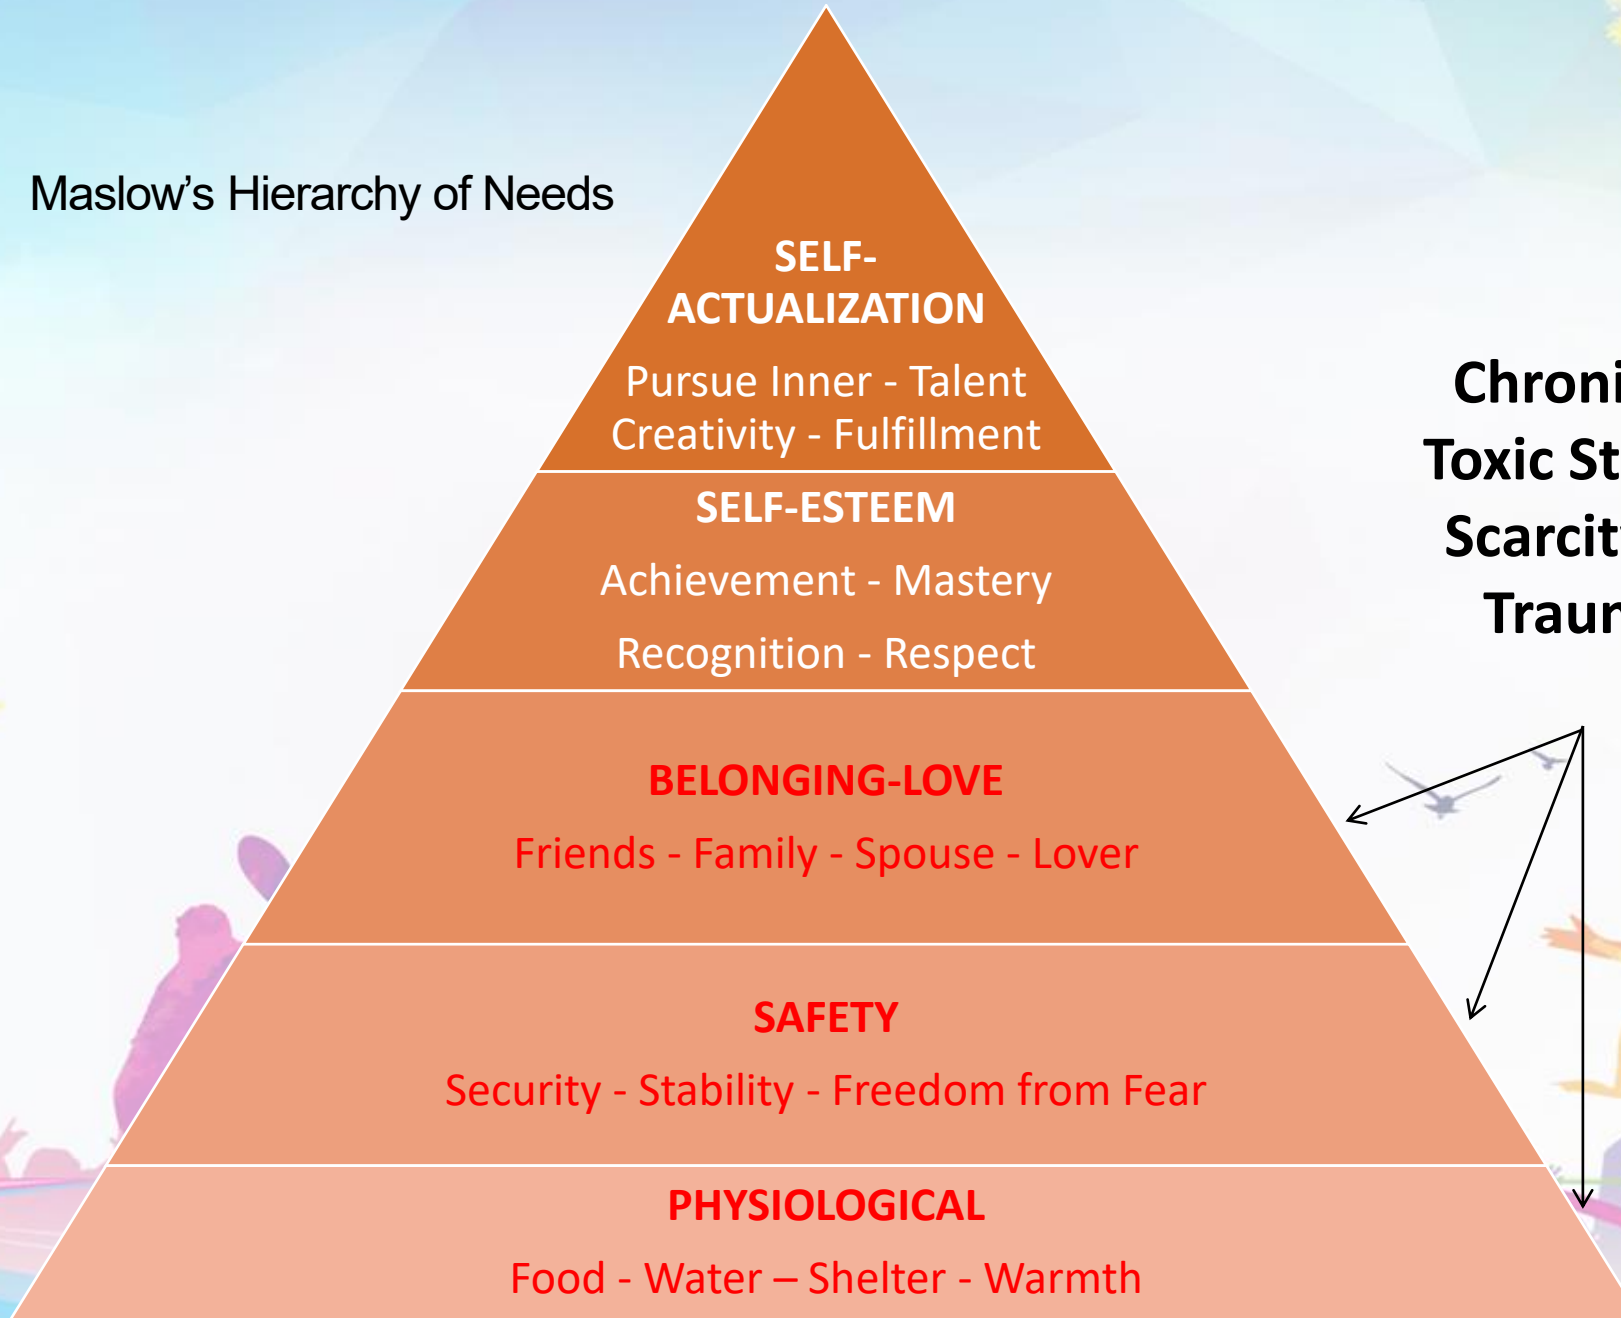 Maslow’s Hierarchy of Needs
SELF-
ACTUALIZATION
Pursue Inner - Talent
Creativity - Fulfillment
SELF-ESTEEM
Achievement - Mastery
Recognition - Respect
BELONGING-LOVE
Friends - Family - Spouse - Lover
SAFETY
Security - Stability - Freedom from Fear
PHYSIOLOGICAL
Food - Water – Shelter - Warmth
Toxic